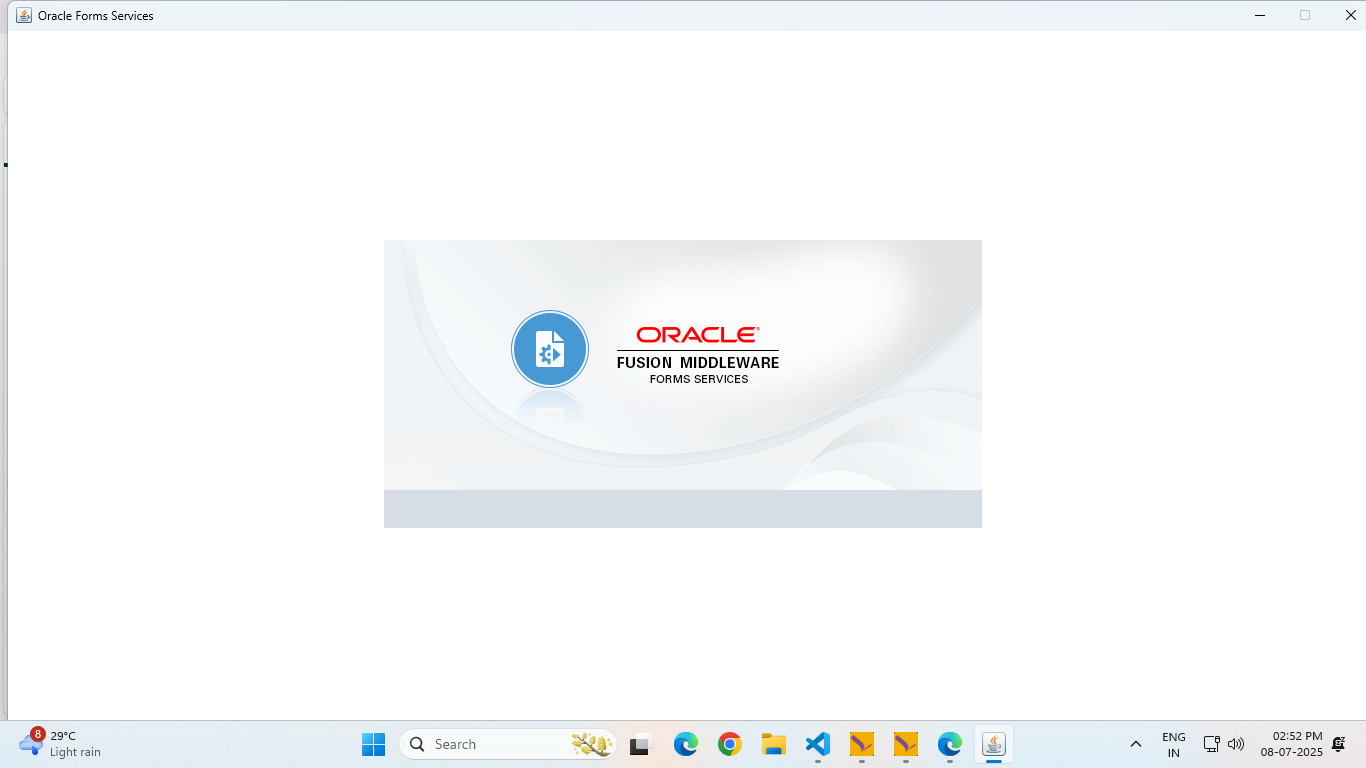 Oracle Forms Services
ORACLE
FUSION MIDDLEWARE
FORMS SERVICES
8
29°C
Light rain
Search
ENG
IN
02:52 PM
08-07-2025